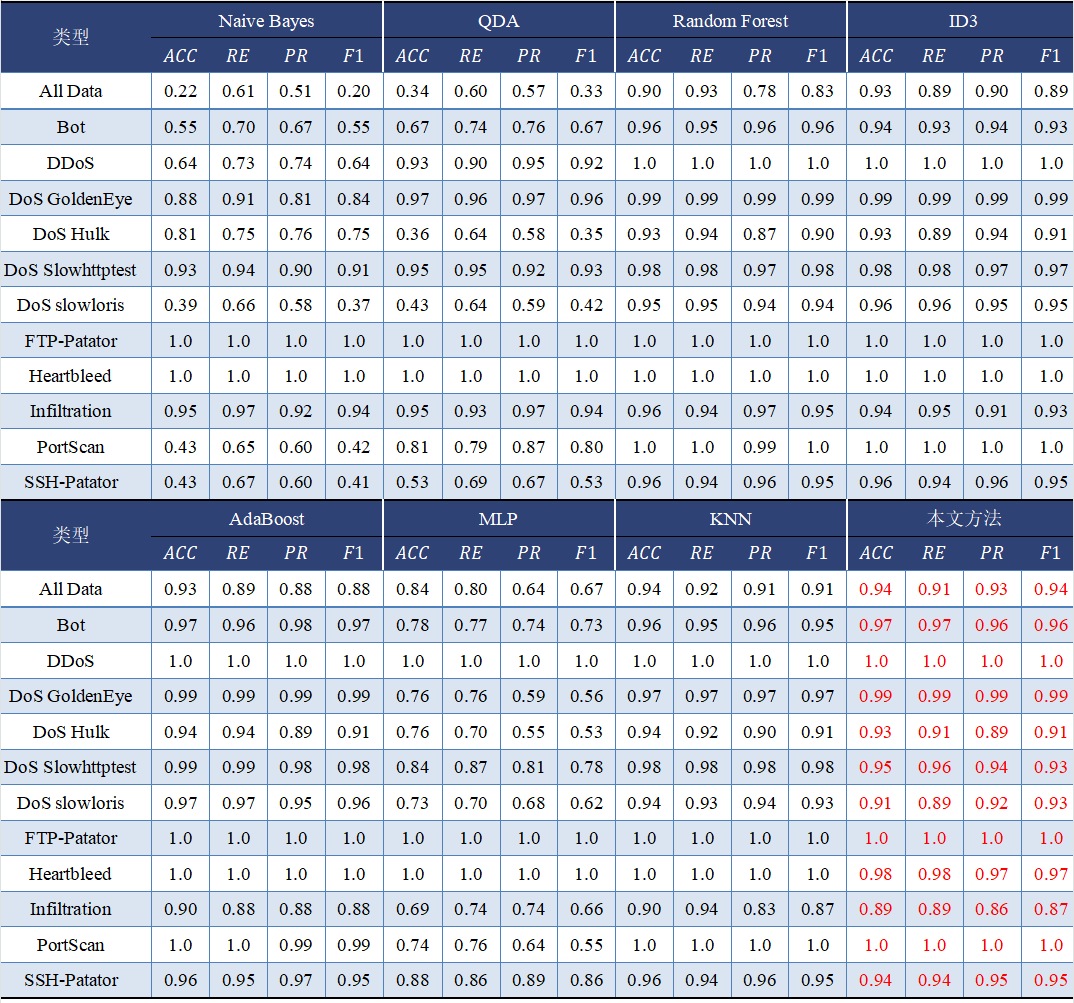 类型 Naive Bayes QDA Random Forest ID3
ACC RE PR F1 ACC RE PR F1 ACC RE PR F1 ACC RE PR F1
All Data 0.22 0.61 0.51 0.20 0.34 0.60 0.57 0.33 0.90 0.93 0.78 0.83 0.93 0.89 0.90 0.89
Bot 0.55 0.70 0.67 0.55 0.67 0.74 0.76 0.67 0.96 0.95 0.96 0.96 0.94 0.93 0.94 0.93
DDoS 0.64 0.73 0.74 0.64 0.93 0.90 0.95 0.92 1.0 1.0 1.0 1.0 1.0 1.0 1.0 1.0
DoS GoldenEye 0.88 0.91 0.81 0.84 0.97 0.96 0.97 0.96 0.99 0.99 0.99 0.99 0.99 0.99 0.99 0.99
DoS Hulk 0.81 0.75 0.76 0.75 0.36 0.64 0.58 0.35 0.93 0.94 0.87 0.90 0.93 0.89 0.94 0.91
DoS Slowhttptest 0.93 0.94 0.90 0.91 0.95 0.95 0.92 0.93 0.98 0.98 0.97 0.98 0.98 0.98 0.97 0.97
DoS slowloris 0.39 0.66 0.58 0.37 0.43 0.64 0.59 0.42 0.95 0.95 0.94 0.94 0.96 0.96 0.95 0.95
FTP-Patator 1.0 1.0 1.0 1.0 1.0 1.0 1.0 1.0 1.0 1.0 1.0 1.0 1.0 1.0 1.0 1.0
Heartbleed 1.0 1.0 1.0 1.0 1.0 1.0 1.0 1.0 1.0 1.0 1.0 1.0 1.0 1.0 1.0 1.0
Infiltration 0.95 0.97 0.92 0.94 0.95 0.93 0.97 0.94 0.96 0.94 0.97 0.95 0.94 0.95 0.91 0.93
PortScan 0.43 0.65 0.60 0.42 0.81 0.79 0.87 0.80 1.0 1.0 0.99 1.0 1.0 1.0 1.0 1.0
SSH-Patator 0.43 0.67 0.60 0.41 0.53 0.69 0.67 0.53 0.96 0.94 0.96 0.95 0.96 0.94 0.96 0.95
类型 AdaBoost MLP KNN 本文方法
ACC RE PR F1 ACC RE PR F1 ACC RE PR F1 ACC RE PR F1
All Data 0.93 0.89 0.88 0.88 0.84 0.80 0.64 0.67 0.94 0.92 0.91 0.91 0.94 0.91 0.93 0.94
Bot 0.97 0.96 0.98 0.97 0.78 0.77 0.74 0.73 0.96 0.95 0.96 0.95 0.97 0.97 0.96 0.96
DDoS 1.0 1.0 1.0 1.0 1.0 1.0 1.0 1.0 1.0 1.0 1.0 1.0 1.0 1.0 1.0 1.0
DoS GoldenEye 0.99 0.99 0.99 0.99 0.76 0.76 0.59 0.56 0.97 0.97 0.97 0.97 0.99 0.99 0.99 0.99
DoS Hulk 0.94 0.94 0.89 0.91 0.76 0.70 0.55 0.53 0.94 0.92 0.90 0.91 0.93 0.91 0.89 0.91
DoS Slowhttptest 0.99 0.99 0.98 0.98 0.84 0.87 0.81 0.78 0.98 0.98 0.98 0.98 0.95 0.96 0.94 0.93
DoS slowloris 0.97 0.97 0.95 0.96 0.73 0.70 0.68 0.62 0.94 0.93 0.94 0.93 0.91 0.89 0.92 0.93
FTP-Patator 1.0 1.0 1.0 1.0 1.0 1.0 1.0 1.0 1.0 1.0 1.0 1.0 1.0 1.0 1.0 1.0
Heartbleed 1.0 1.0 1.0 1.0 1.0 1.0 1.0 1.0 1.0 1.0 1.0 1.0 0.98 0.98 0.97 0.97
Infiltration 0.90 0.88 0.88 0.88 0.69 0.74 0.74 0.66 0.90 0.94 0.83 0.87 0.89 0.89 0.86 0.87
PortScan 1.0 1.0 0.99 0.99 0.74 0.76 0.64 0.55 1.0 1.0 1.0 1.0 1.0 1.0 1.0 1.0
SSH-Patator 0.96 0.95 0.97 0.95 0.88 0.86 0.89 0.86 0.96 0.94 0.96 0.95 0.94 0.94 0.95 0.95